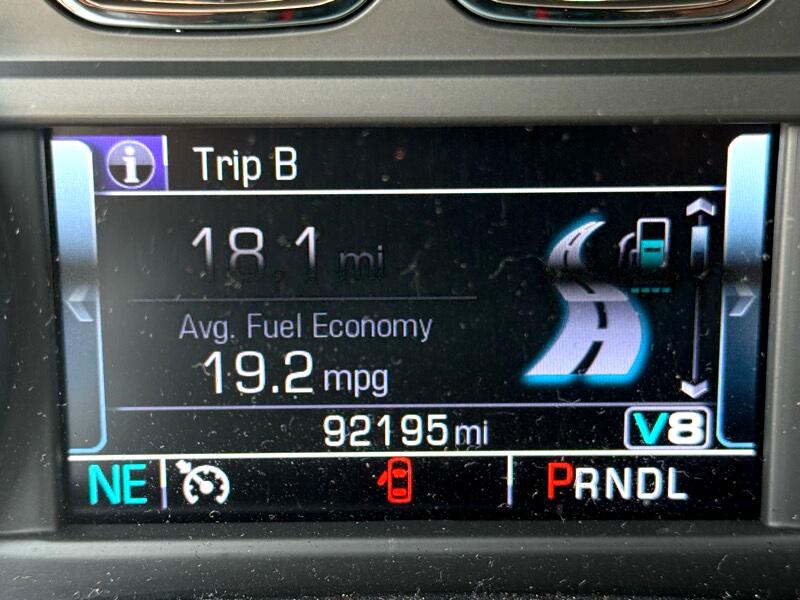 i Trip B
18.1 mi
Avg. Fuel Economy
19.2 mpg
92195 mi V8
NE PRNDL